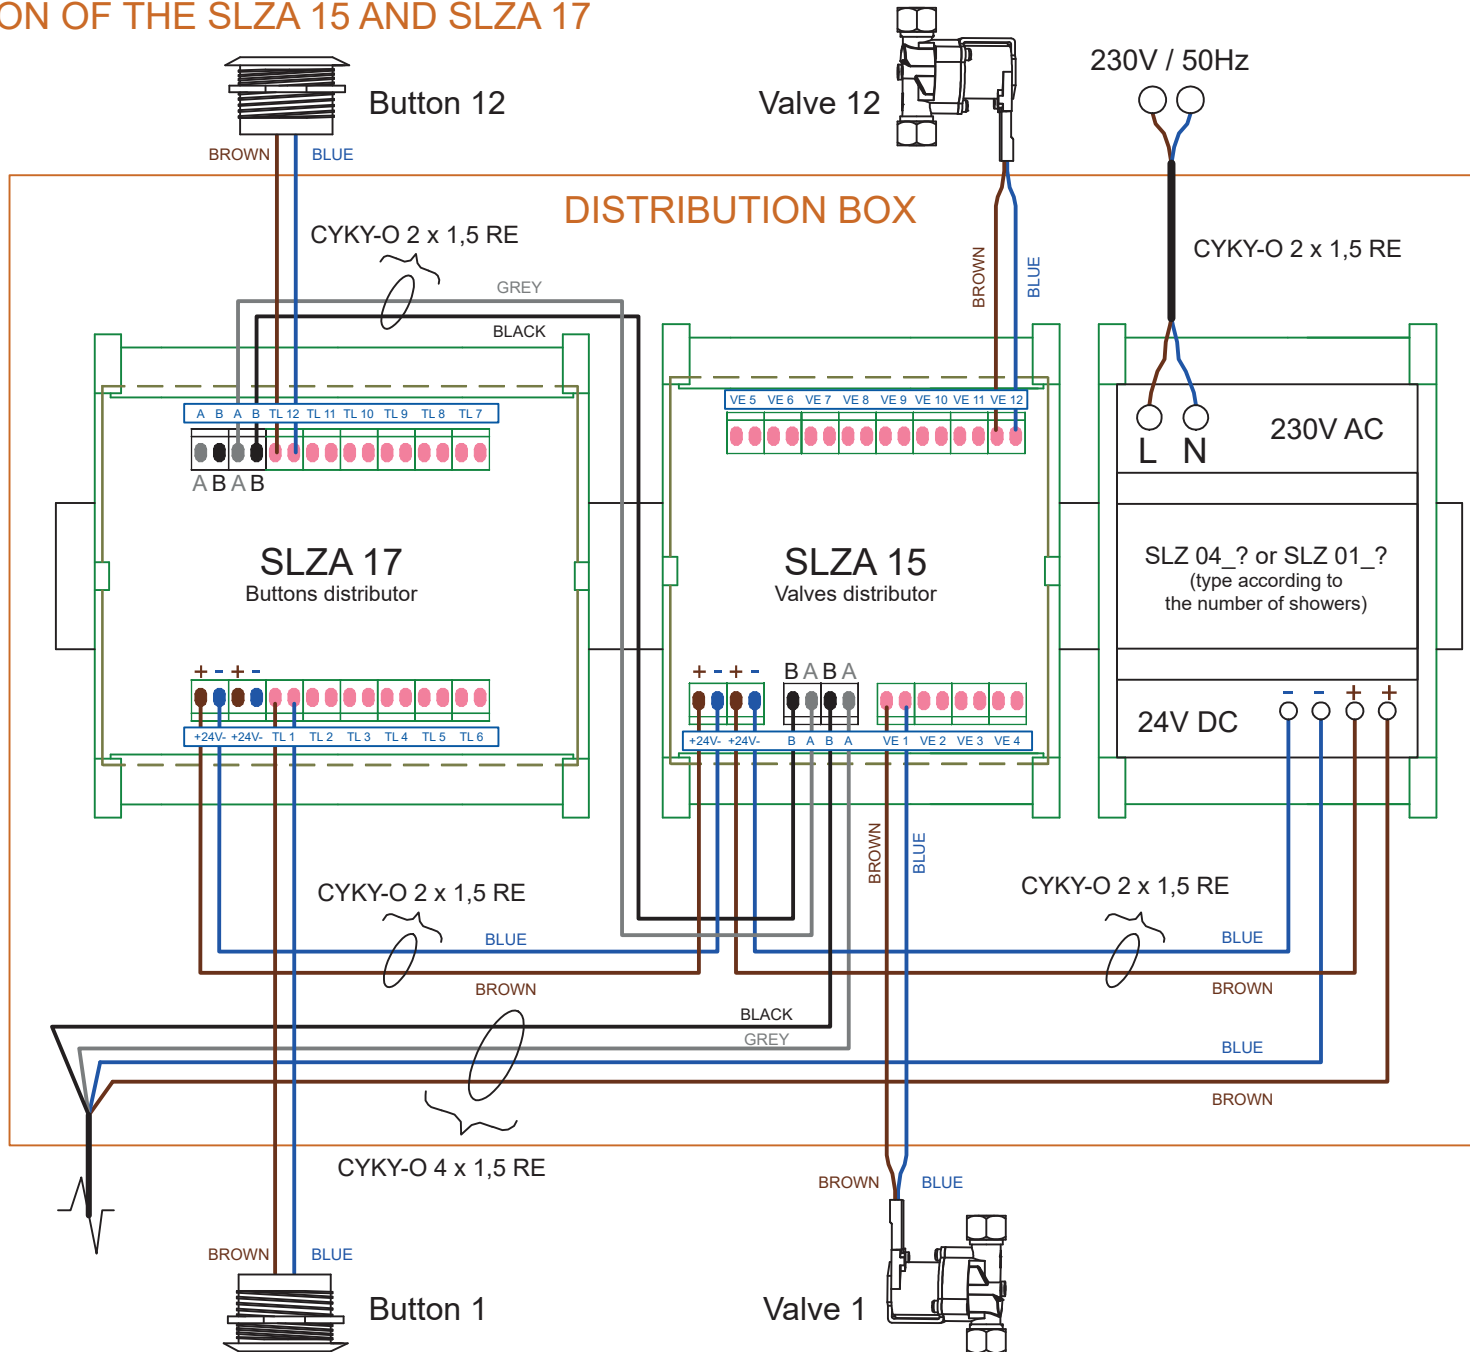 ON OF THE SLZA 15 AND SLZA 17
Button 12
Valve 12
230V / 50Hz
BROWN BLUE
DISTRIBUTION BOX
CYKY-O 2 x 1,5 RE
CYKY-O 2 x 1,5 RE
BROWN
BLUE
GREY
BLACK
A B A B TL 12 TL 11 TL 10 TL 9 TL 8 TL 7
VE 5 VE 6 VE 7 VE 8 VE 9 VE 10 VE 11 VE 12
A B A B
L N
230V AC
SLZA 17
Buttons distributor
SLZA 15
Valves distributor
SLZ 04_? or SLZ 01_?
(type according to
the number of showers)
+ - + -
+ - + -
B A B A
- - + +
24V DC
+24V- +24V- TL 1 TL 2 TL 3 TL 4 TL 5 TL 6
+24V- +24V- B A B A VE 1 VE 2 VE 3 VE 4
BROWN
BLUE
CYKY-O 2 x 1,5 RE
CYKY-O 2 x 1,5 RE
BLUE
BLUE
BROWN
BROWN
BLACK
GREY
BLUE
BROWN
CYKY-O 4 x 1,5 RE
BROWN BLUE
BROWN BLUE
Button 1
Valve 1